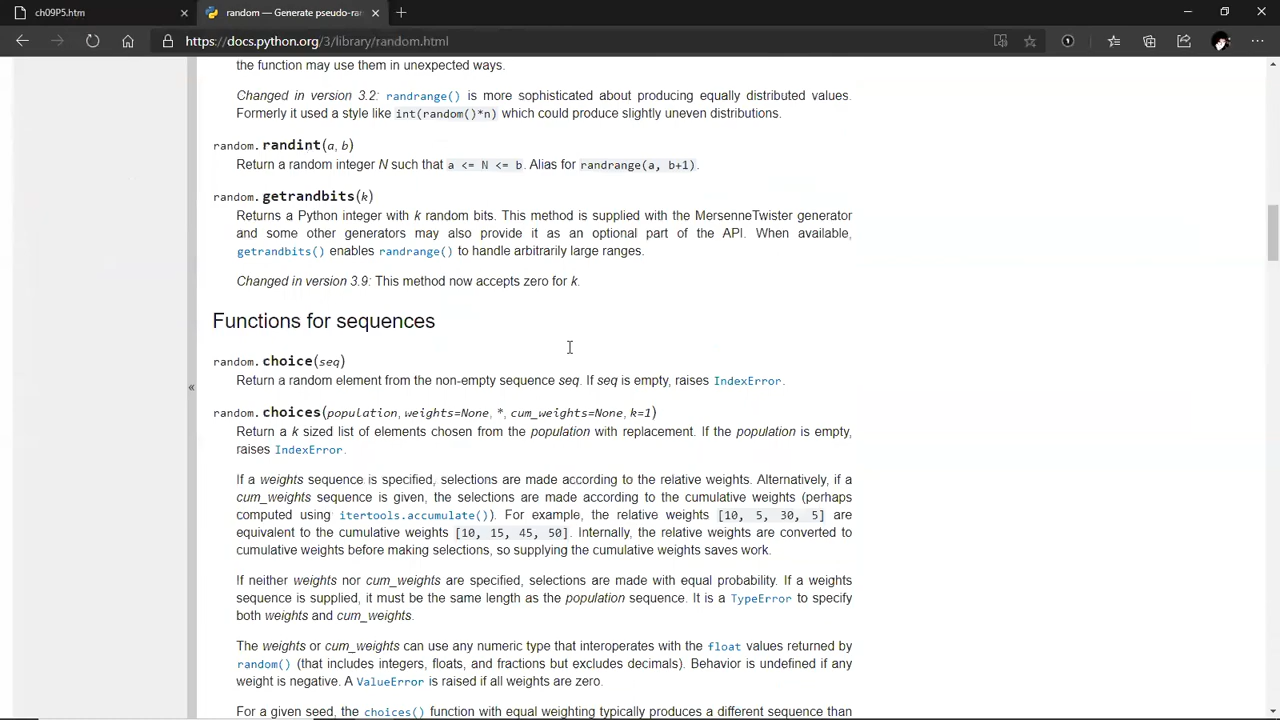 ch09P5.htm
random — Generate pseudo-ran
https://docs.python.org/3/library/random.html
the function may use them in unexpected ways.
Changed in version 3.2: randrange() is more sophisticated about producing equally distributed values.
Formerly it used a style like int(random()*n) which could produce slightly uneven distributions.
random.randint(a, b)
Return a random integer N such that a <= N <= b. Alias for randrange(a, b+1).
random.getrandbits(k)
Returns a Python integer with k random bits. This method is supplied with the MersenneTwister generator
and some other generators may also provide it as an optional part of the API. When available,
getrandbits() enables randrange() to handle arbitrarily large ranges.
Changed in version 3.9: This method now accepts zero for k.
Functions for sequences
random.choice(seq)
Return a random element from the non-empty sequence seq. If seq is empty, raises IndexError.
random.choices(population, weights=None, *, cum_weights=None, k=1)
Return a k sized list of elements chosen from the population with replacement. If the population is empty,
raises IndexError.
If a weights sequence is specified, selections are made according to the relative weights. Alternatively, if a
cum_weights sequence is given, the selections are made according to the cumulative weights (perhaps
computed using itertools.accumulate()). For example, the relative weights [10, 5, 30, 5] are
equivalent to the cumulative weights [10, 15, 45, 50]. Internally, the relative weights are converted to
cumulative weights before making selections, so supplying the cumulative weights saves work.
If neither weights nor cum_weights are specified, selections are made with equal probability. If a weights
sequence is supplied, it must be the same length as the population sequence. It is a TypeError to specify
both weights and cum_weights.
The weights or cum_weights can use any numeric type that interoperates with the float values returned by
random() (that includes integers, floats, and fractions but excludes decimals). Behavior is undefined if any
weight is negative. A ValueError is raised if all weights are zero.
For a given seed, the choices() function with equal weighting typically produces a different sequence than